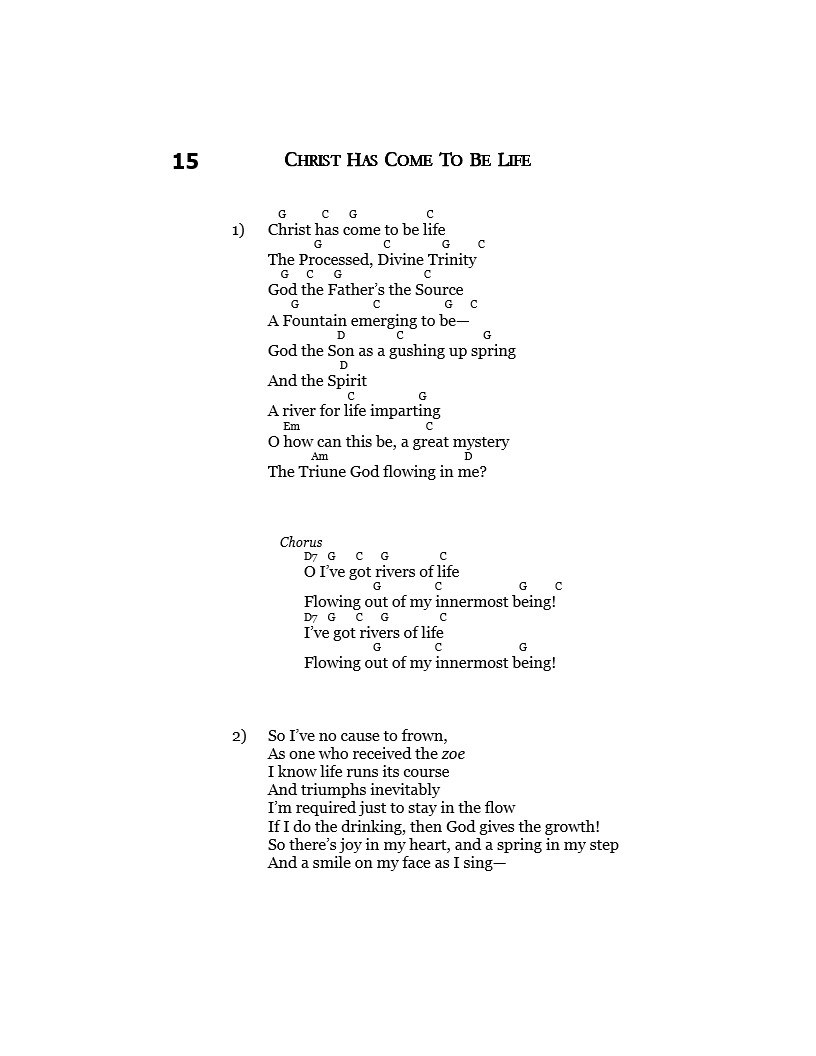 15 CHRIST HAS COME TO BE LIFE
G C G C
1) Christ has come to be life
G C G C
The Processed, Divine Trinity
G C G C
God the Father’s the Source
G C G C
A Fountain emerging to be—
D C G
God the Son as a gushing up spring
D
And the Spirit
C G
A river for life imparting
Em C
O how can this be, a great mystery
Am D
The Triune God flowing in me?
Chorus
D7 G C G C
O I’ve got rivers of life
G C G C
Flowing out of my innermost being!
D7 G C G C
I’ve got rivers of life
G C G
Flowing out of my innermost being!
2) So I’ve no cause to frown,
As one who received the zoe
I know life runs its course
And triumphs inevitably
I’m required just to stay in the flow
If I do the drinking, then God gives the growth!
So there’s joy in my heart, and a spring in my step
And a smile on my face as I sing—